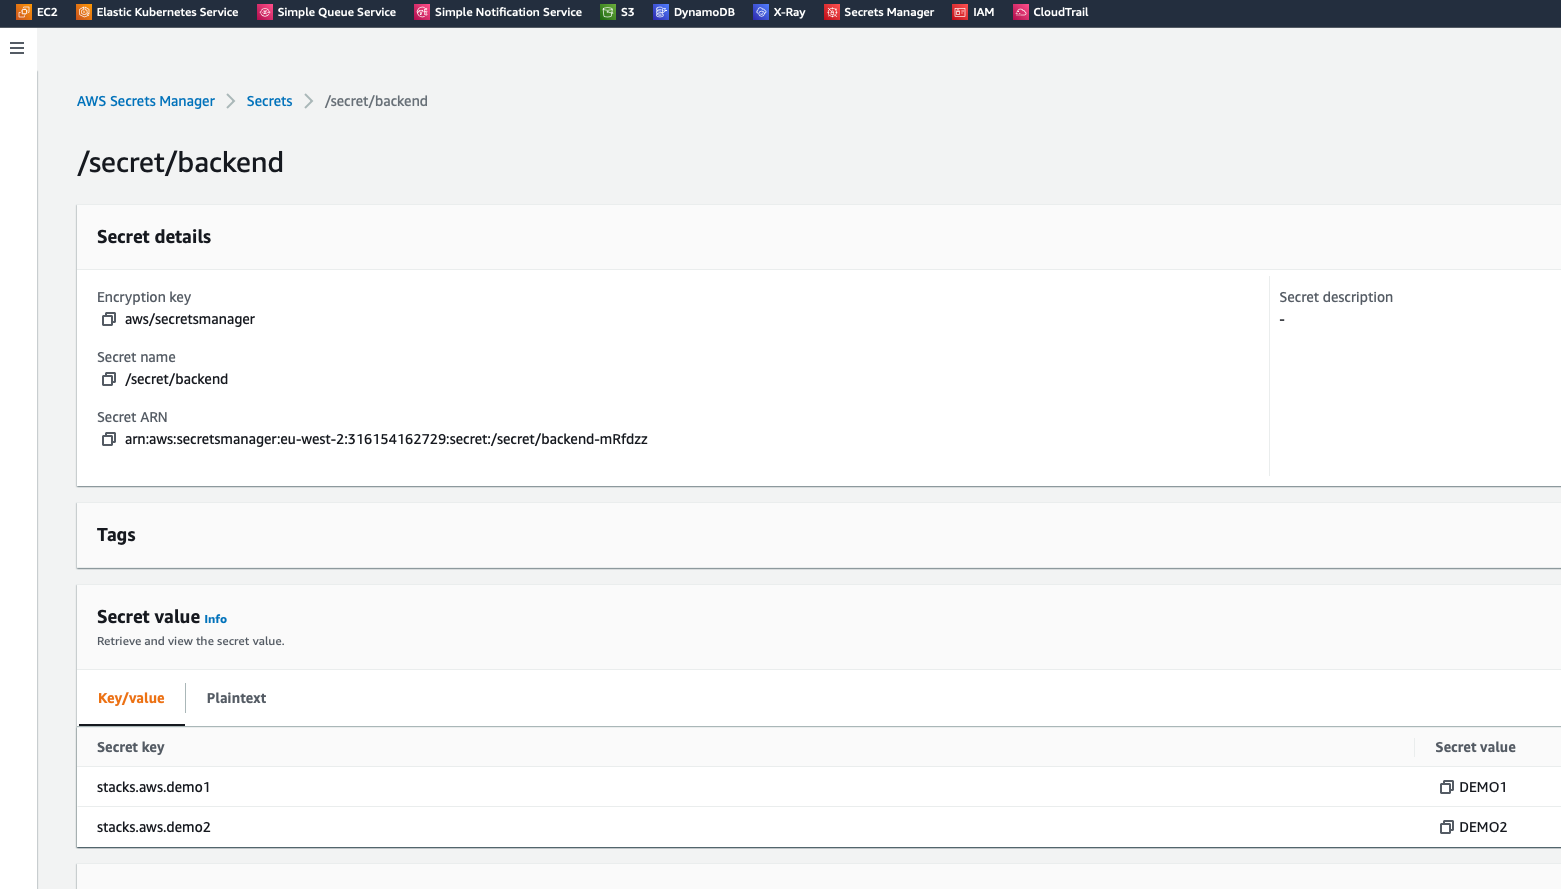 EC2 Elastic Kubernetes Service Simple Queue Service Simple Notification Service S3 DynamoDB X-Ray Secrets Manager IAM CloudTrail
AWS Secrets Manager Secrets /secret/backend
/secret/backend
Secret details
Encryption key
aws/secretsmanager
Secret name
/secret/backend
Secret ARN
arn:aws:secretsmanager:eu-west-2:316154162729:secret:/secret/backend-mRfdzz
Secret description
-
Tags
Secret value Info
Retrieve and view the secret value.
Key/value Plaintext
Secret key Secret value
stacks.aws.demo1 DEMO1
stacks.aws.demo2 DEMO2